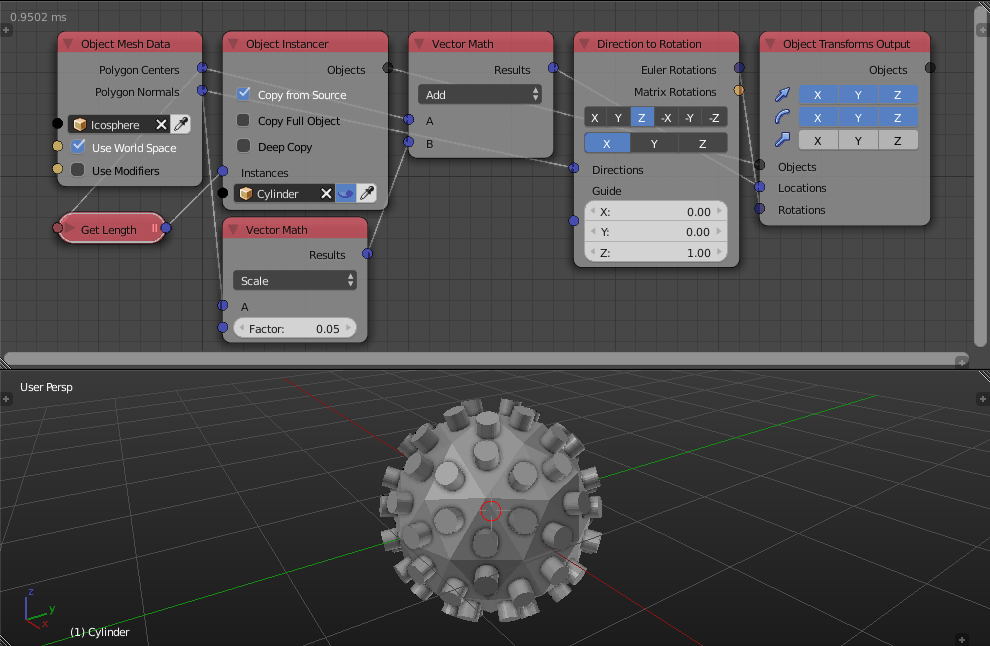 0.9502 ms
Object Mesh Data
Polygon Centers
Polygon Normals
Icosphere
Use World Space
Use Modifiers
Get Length
Object Instancer
Objects
Copy from Source
Copy Full Object
Deep Copy
Instances
Cylinder
Vector Math
Results
Scale
A
Factor: 0.05
Vector Math
Results
Add
A
B
Direction to Rotation
Euler Rotations
Matrix Rotations
X Y Z -X -Y -Z
X Y Z
Directions
Guide
X: 0.00
Y: 0.00
Z: 1.00
Object Transforms Output
Objects
X Y Z
X Y Z
X Y Z
Objects
Locations
Rotations
User Persp
z
y
x
(1) Cylinder